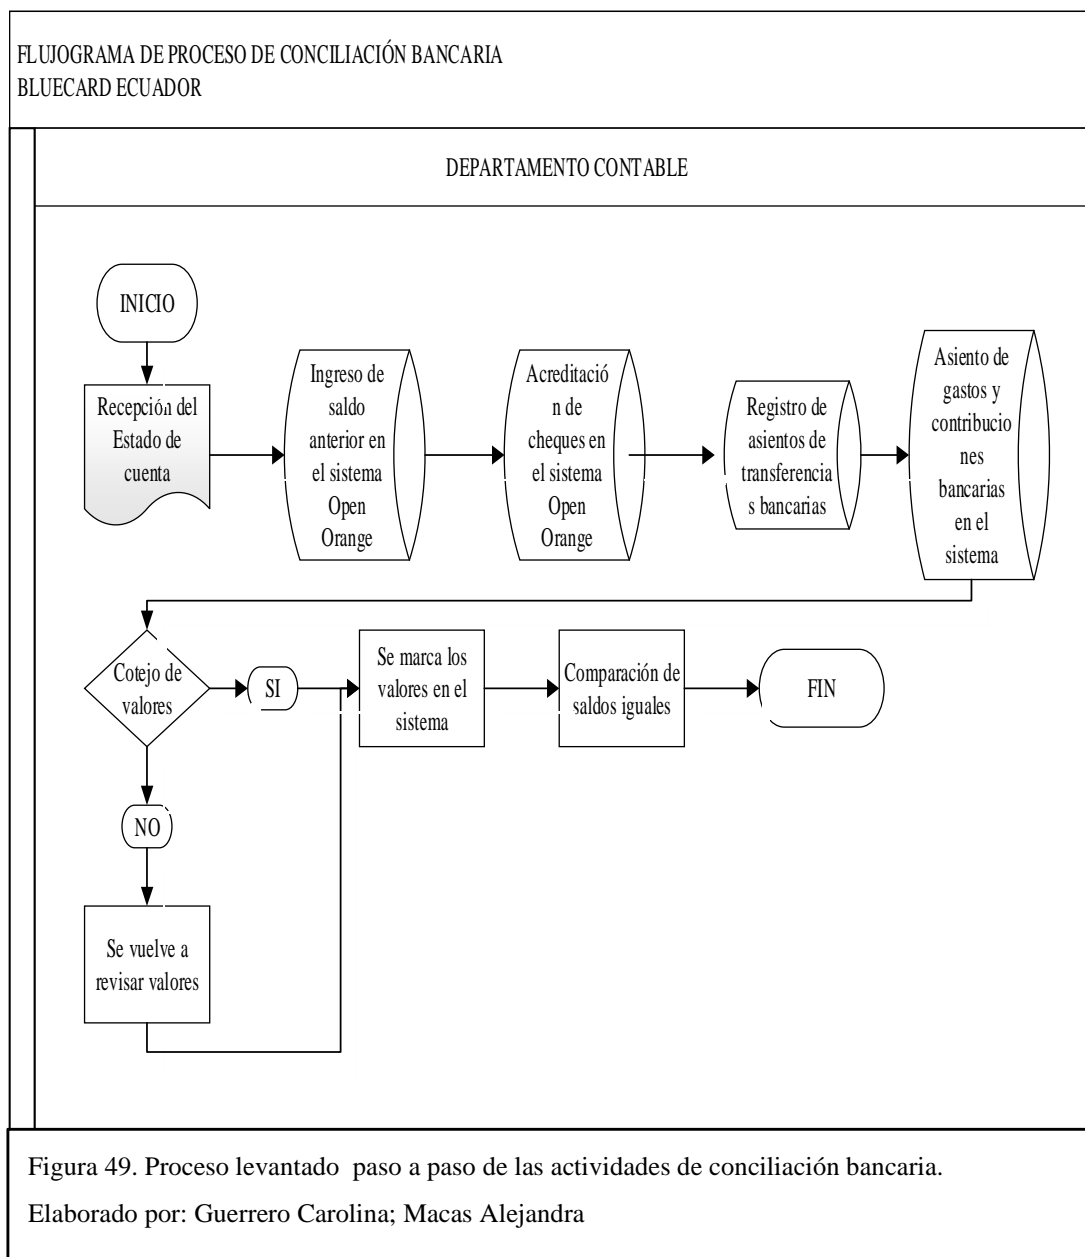 FLUJOGRAMA DE PROCESO DE CONCILIACIÓN BANCARIA
BLUECARD ECUADOR
DEPARTAMENTO CONTABLE
INICIO
Recepción del
Estado de
cuenta
Ingreso de
saldo
anterior en
el sistema
Open
Orange
Acreditació
n de
cheques en
el sistema
Open
Orange
Registro de
asientos de
transferencia
s bancarias
Asiento de
gastos y
contribucio
nes
bancarias
en el
sistema
Cotejo de
valores
SI
Se marca los
valores en el
sistema
Comparación de
saldos iguales
FIN
NO
Se vuelve a
revisar valores
Figura 49. Proceso levantado  paso a paso de las actividades de conciliación bancaria.
Elaborado por: Guerrero Carolina; Macas Alejandra